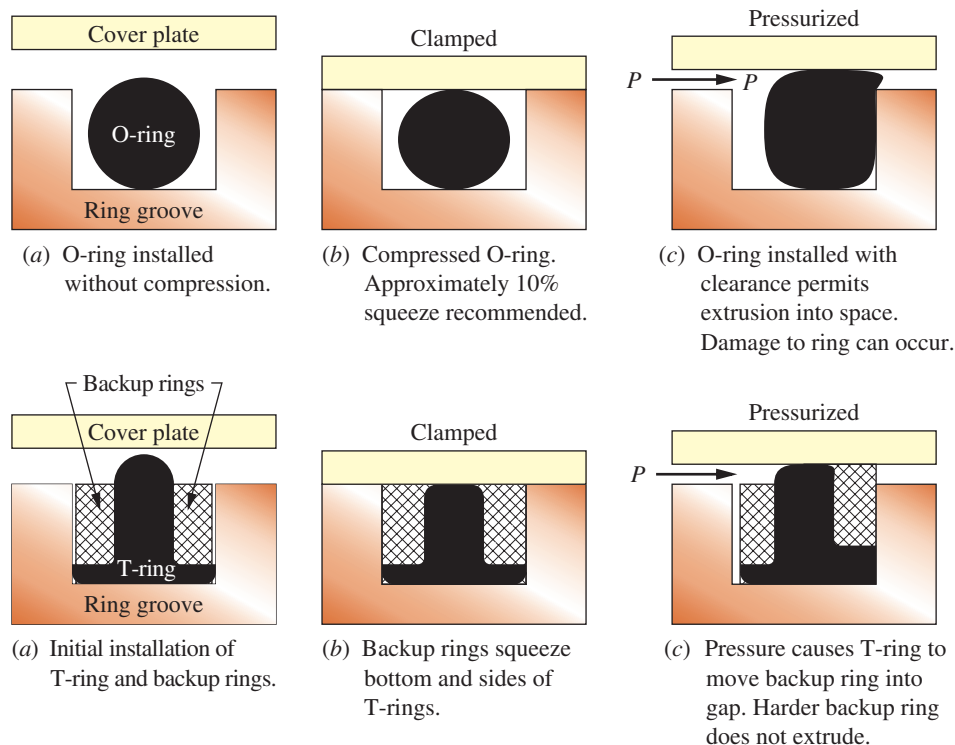 Cover plate
O-ring
Ring groove
(a) O-ring installed
without compression.
Clamped
(b) Compressed O-ring.
Approximately 10%
squeeze recommended.
Pressurized
P
P
(c) O-ring installed with
clearance permits
extrusion into space.
Damage to ring can occur.
Backup rings
Cover plate
T-ring
Ring groove
(a) Initial installation of
T-ring and backup rings.
Clamped
(b) Backup rings squeeze
bottom and sides of
T-rings.
Pressurized
P
(c) Pressure causes T-ring to
move backup ring into
gap. Harder backup ring
does not extrude.